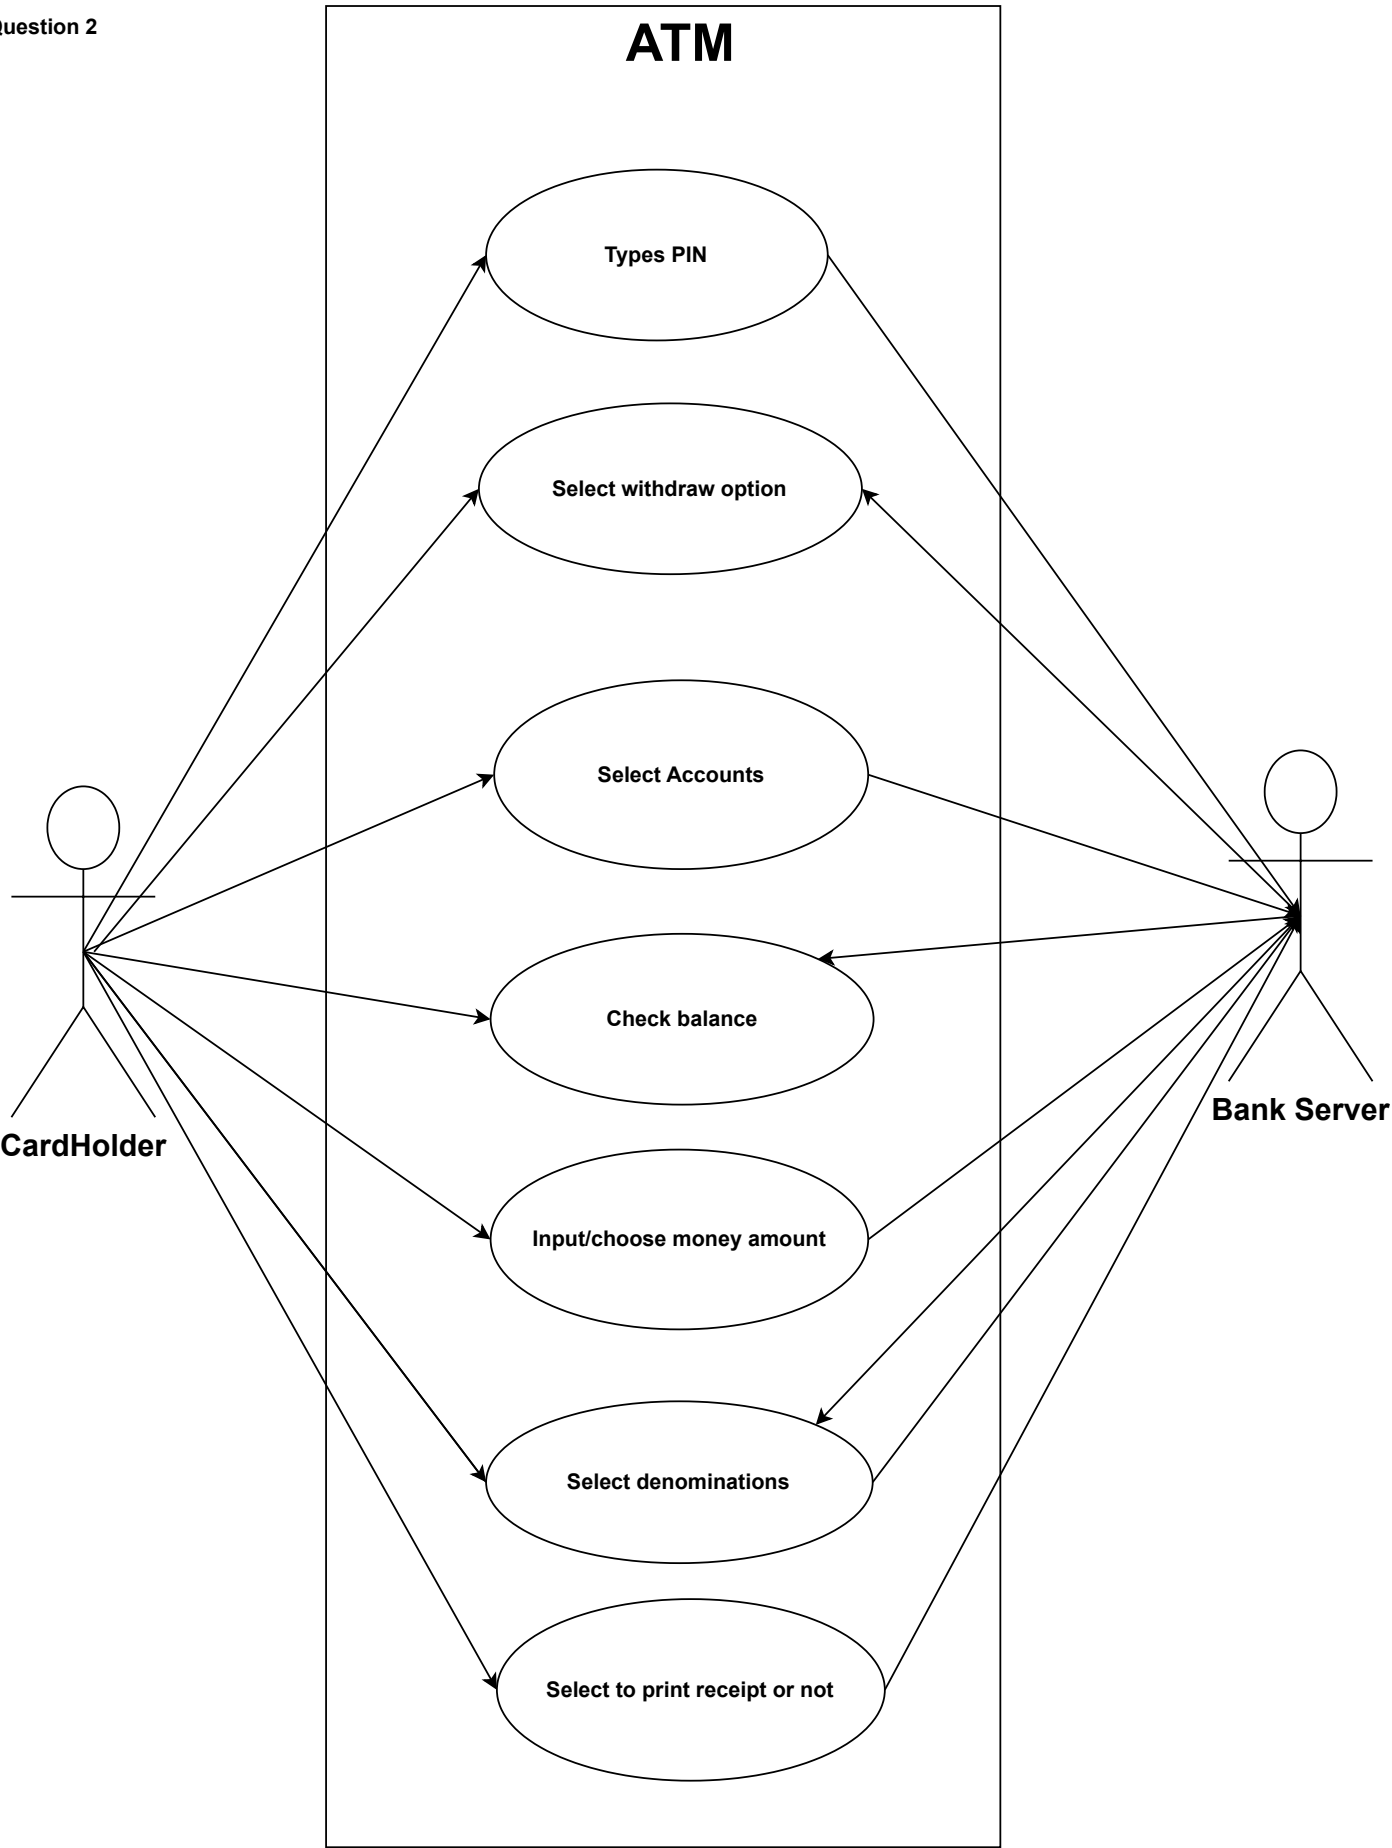 Question 2
ATM
Types PIN
Select withdraw option
Select Accounts
Check balance
Bank Server
CardHolder
Input/choose money amount
Select denominations
Select to print receipt or not